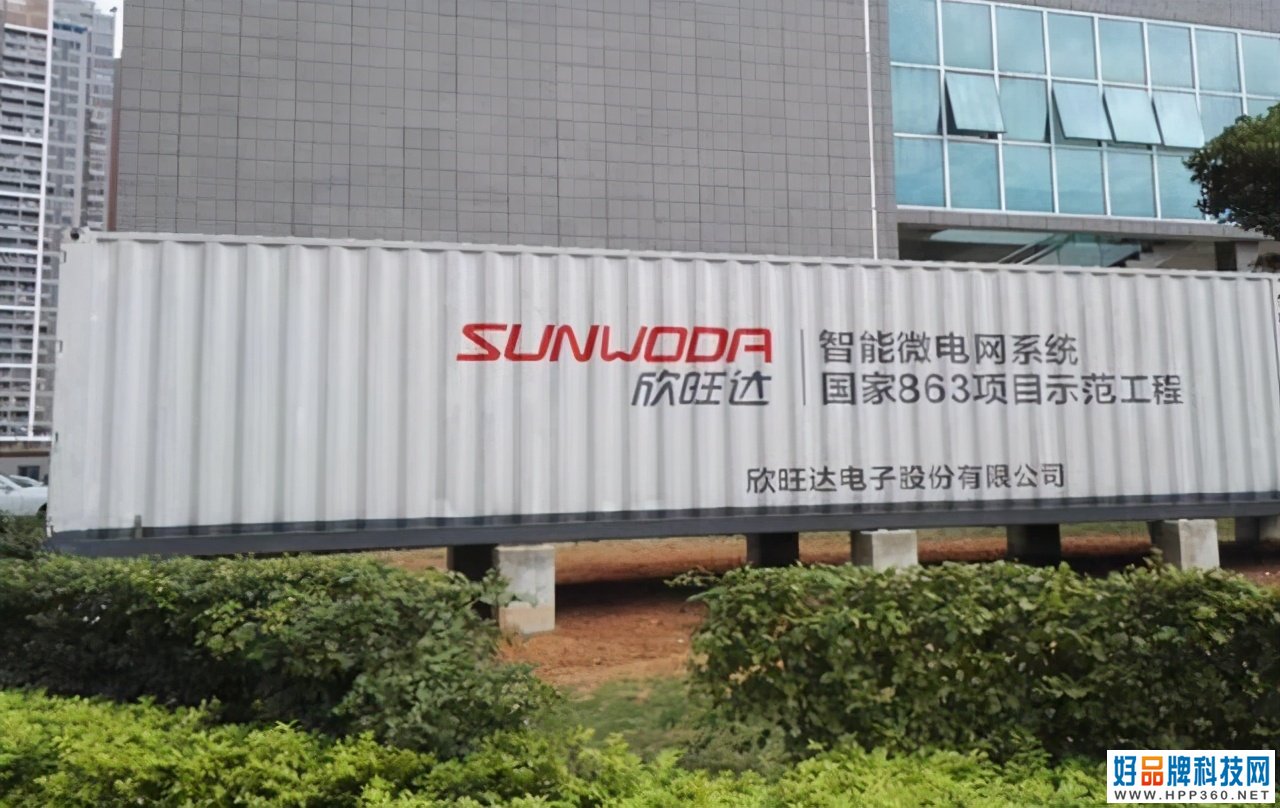 SUNWODA
欣旺达
智能微电网系统
国家863项目示范工程
欣旺达电子股份有限公司
好品牌科技网
WWW.HPP360.NET